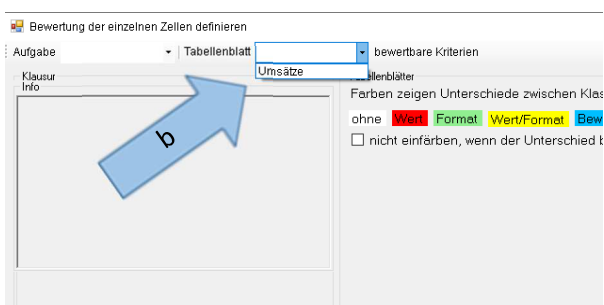 Bewertung der einzelnen Zellen definieren
Aufgabe Tabellenblatt bewertbare Kriterien
Umsätze
Klausur
Info
Farben zeigen Unterschiede zwischen
ohne Wert Format Wert/Format
nicht einfärben, wenn der Unterschied
b